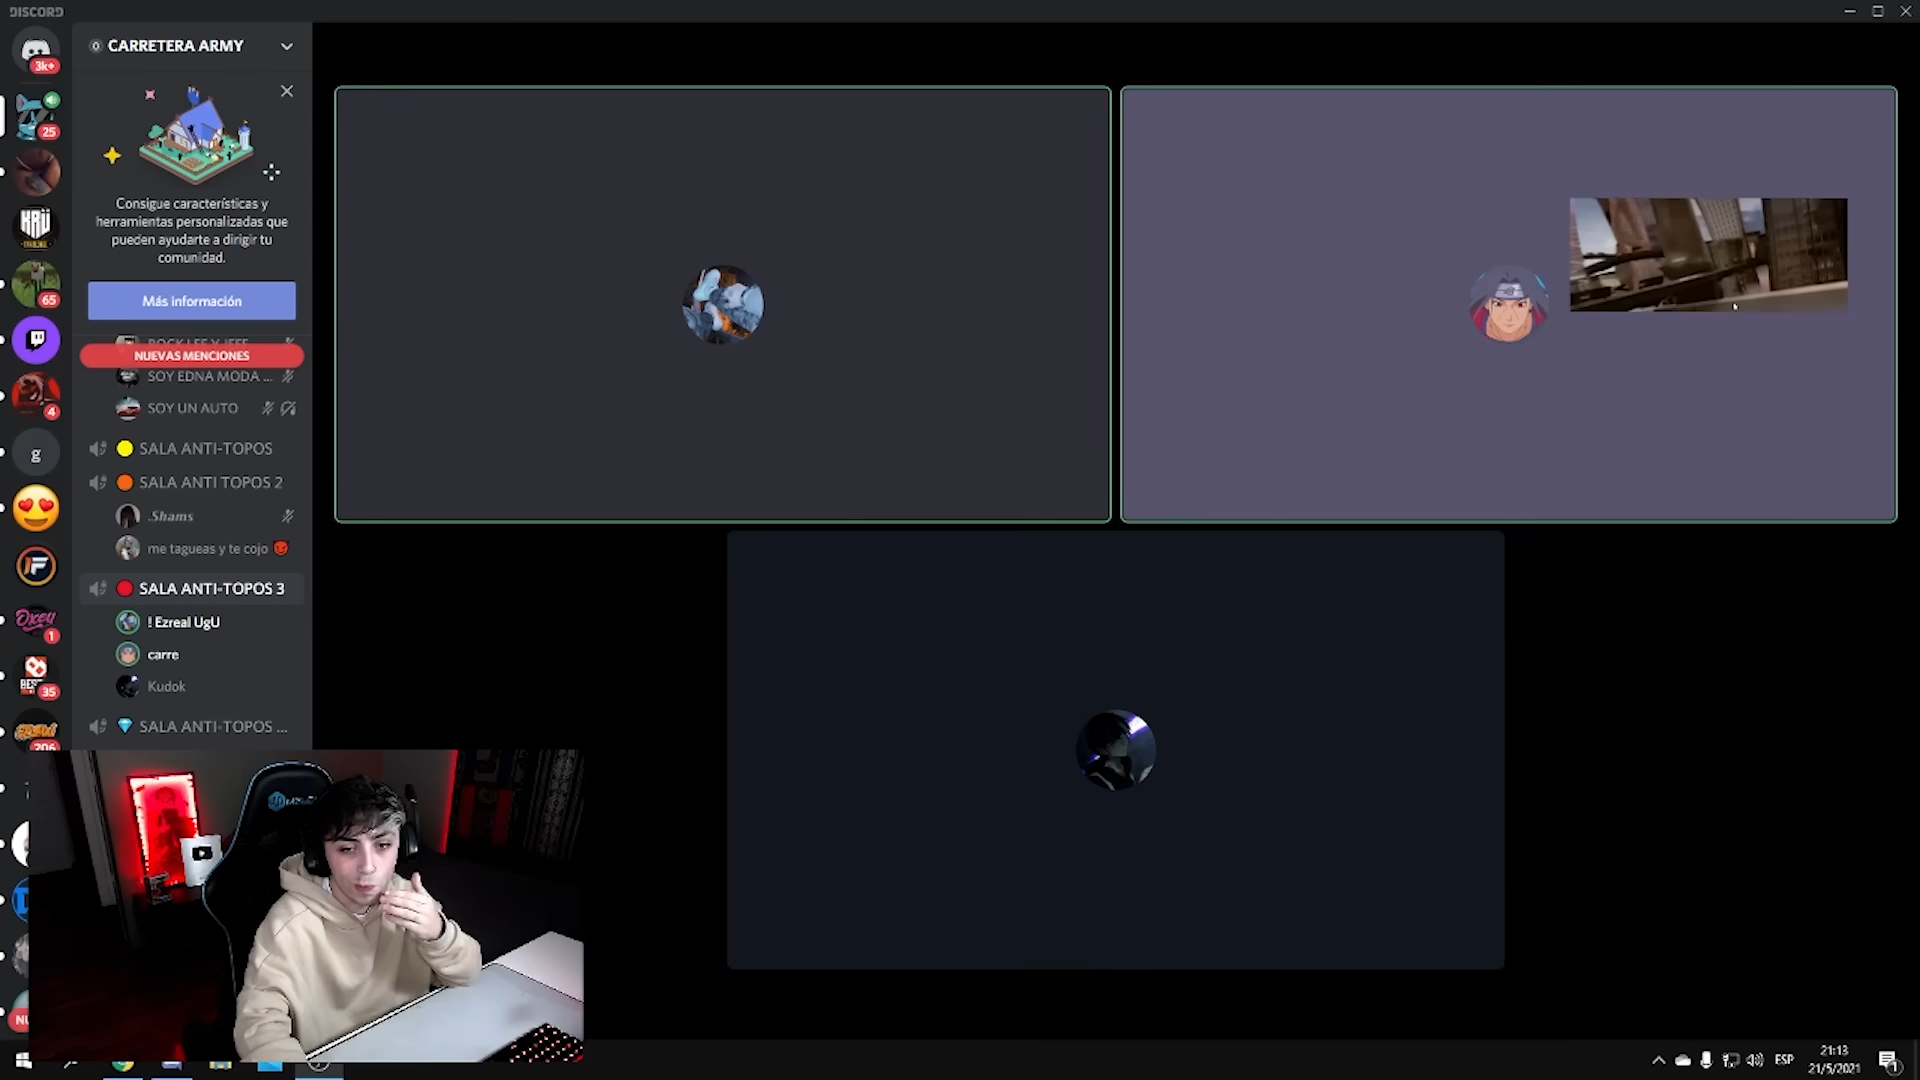 DISCORD
CARRETERA ARMY
3k+
25
Consigue características y
herramientas personalizadas que
pueden ayudarte a dirigir tu
comunidad.
KRÜ
65
Más información
NUEVAS MENCIONES
SOY EDNA MODA ...
SOY UN AUTO
4
SALA ANTI-TOPOS
g
SALA ANTI TOPOS 2
.Shams
me tagueas y te cojo
SALA ANTI-TOPOS 3
! Ezreal UgU
1
carre
35
Kudok
SALA ANTI-TOPOS ...
206
ESP
21:13
21/5/2021
1